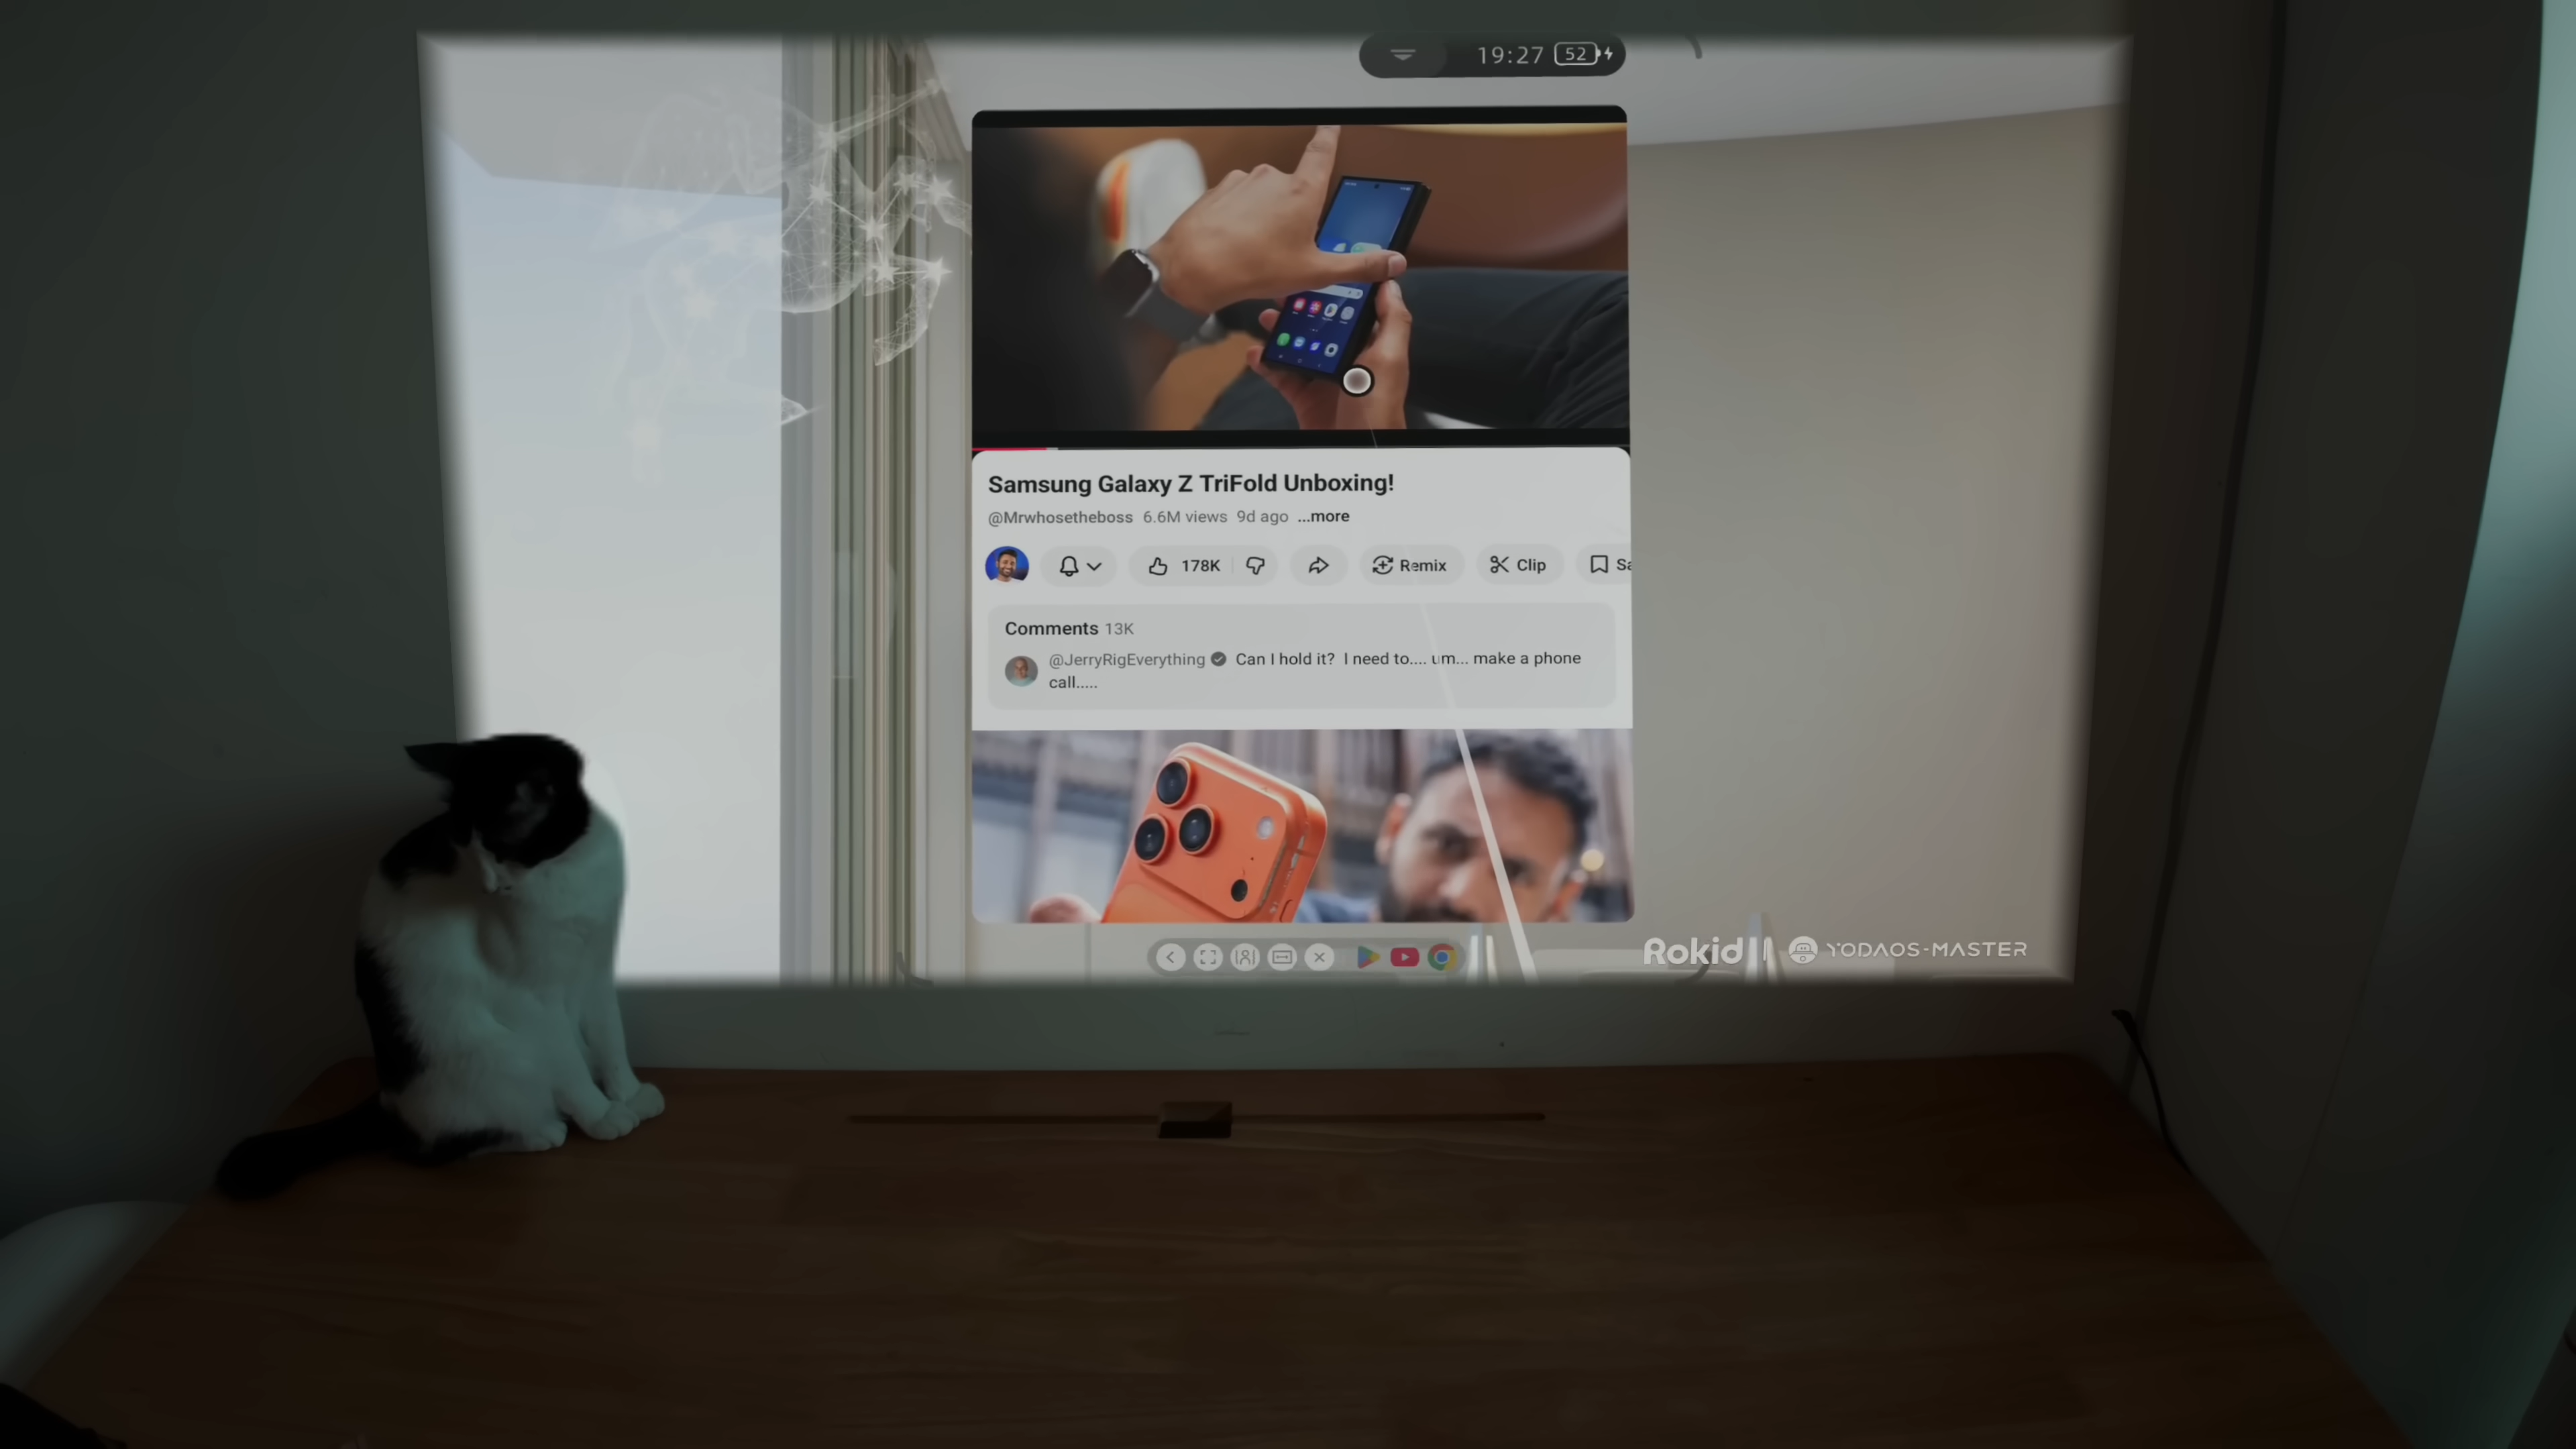 19:27 52
Samsung Galaxy Z TriFold Unboxing!
@Mrwhosetheboss 6.6M views 9d ago ...more
178K Remix Clip Sa
Comments 13K
@JerryRigEverything Can I hold it? I need to.... um... make a phone
call.....
Rokid YODAOS-MASTER